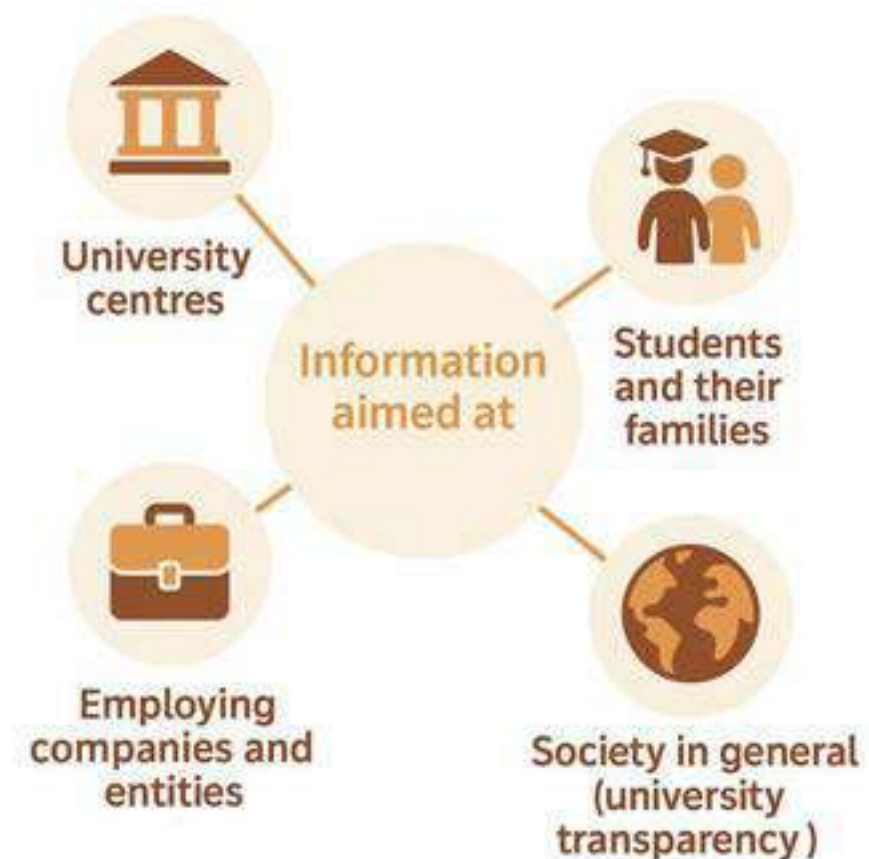 University
centres
Students
and their
families
Information
aimed at
Employing
companies and
entities
Society in general
(university
transparency )